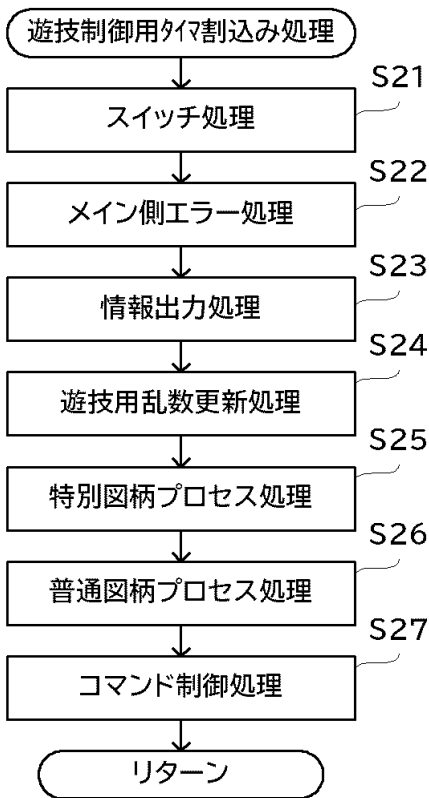 遊技制御用ﾀｲﾏ割込み処理
S21
スイッチ処理
S22
メイン側エラー処理
S23
情報出力処理
S24
遊技用乱数更新処理
S25
特別図柄プロセス処理
S26
普通図柄プロセス処理
S27
コマンド制御処理
リターン